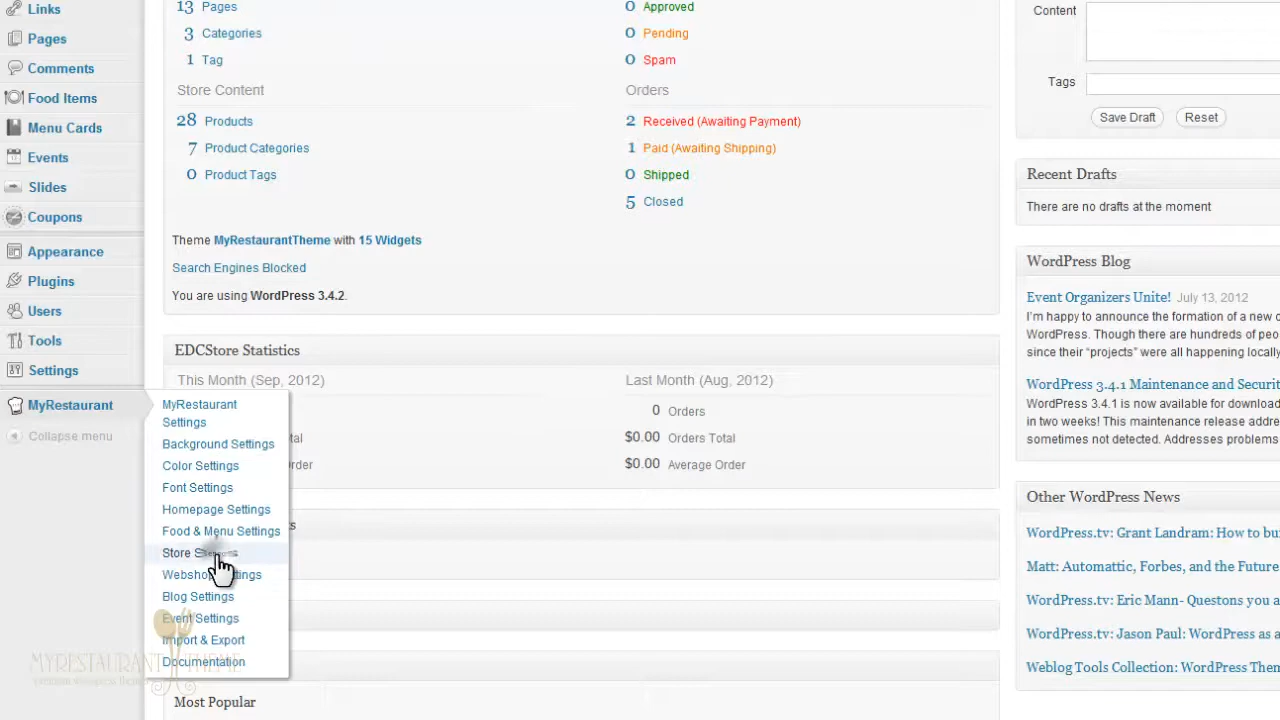 Links
Pages
Comments
Food Items
Menu Cards
Events
Slides
Coupons
Appearance
Plugins
Users
Tools
Settings
MyRestaurant
Collapse menu
MyRestaurant
Settings
Background Settings
Color Settings
Font Settings
Homepage Settings
Food & Menu Settings
Store
Blog Settings
Event Settings
Import & Export
Documentation
MYRESTAURANT THEME
13 Pages
3 Categories
1 Tag
Store Content
28 Products
7 Product Categories
0 Product Tags
0 Approved
0 Pending
0 Spam
Orders
2 Received (Awaiting Payment)
1 Paid (Awaiting Shipping)
0 Shipped
5 Closed
Theme MyRestaurantTheme with 15 Widgets
Search Engines Blocked
You are using WordPress 3.4.2.
EDCStore Statistics
This Month (Sep, 2012)
Last Month (Aug, 2012)
0 Orders
$0.00 Orders Total
$0.00 Average Order
Most Popular
Content
Tags
Save Draft
Reset
Recent Drafts
There are no drafts at the moment
WordPress Blog
Event Organizers Unite! July 13, 2012
I'm happy to announce the formation of a new
WordPress. Though there are hundreds of
since their "projects" were all happening locally
WordPress 3.4.1 Maintenance and
WordPress 3.4.1 is now available for
in two weeks! This maintenance release
sometimes not detected. Addresses problems
Other WordPress News
WordPress.tv: Grant Landram: How to
Matt: Automattic, Forbes, and the Future
WordPress.tv: Eric Mann- Questons you a
WordPress.tv: Jason Paul: WordPress as a
Weblog Tools Collection: WordPress